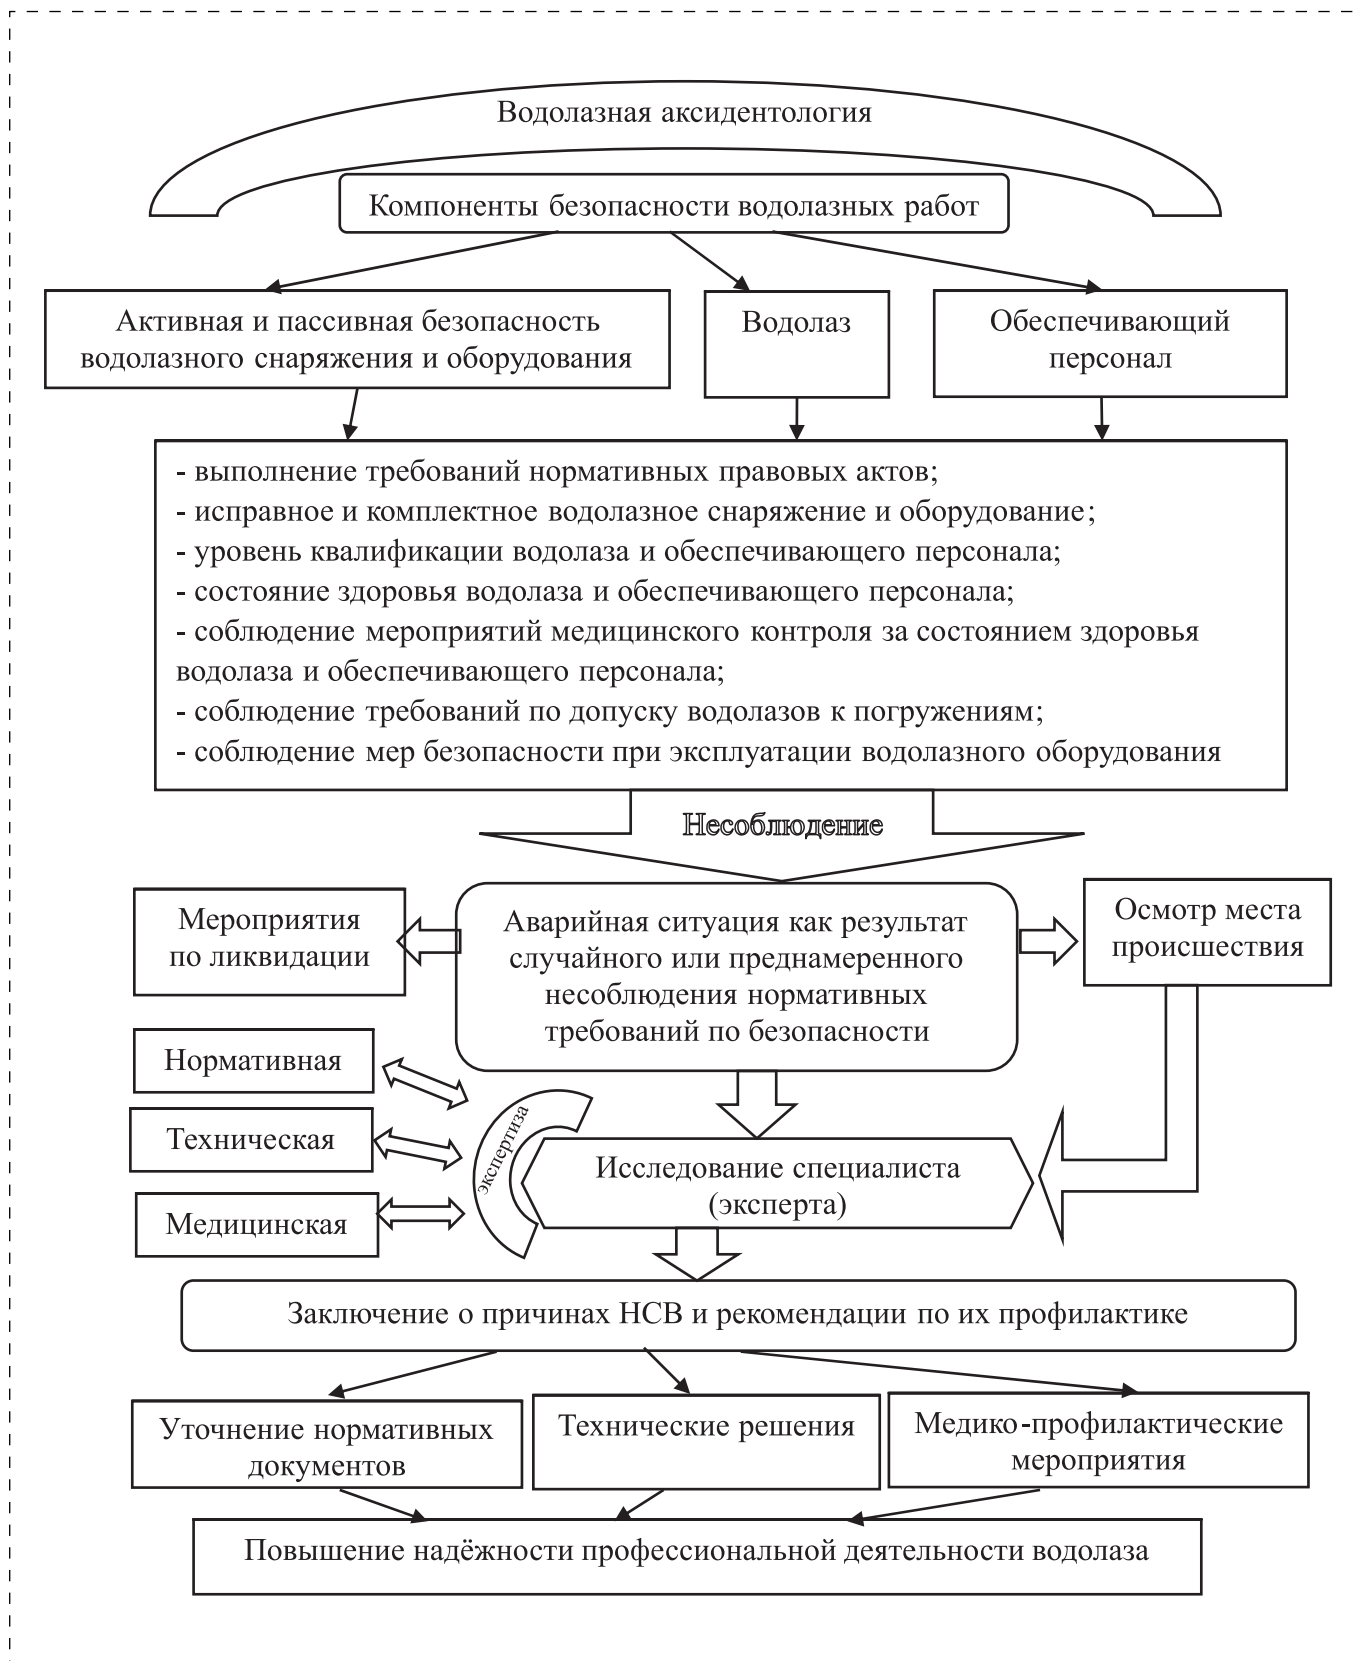 Водолазная аксидентология
Компоненты безопасности водолазных работ
Активная и пассивная безопасность
водолазного снаряжения и оборудования
Водолаз
Обеспечивающий
персонал
- выполнение требований нормативных правовых актов;
- исправное и комплектное водолазное снаряжение и оборудование;
- уровень квалификации водолаза и обеспечивающего персонала;
- состояние здоровья водолаза и обеспечивающего персонала;
- соблюдение мероприятий медицинского контроля за состоянием здоровья
водолаза и обеспечивающего персонала;
- соблюдение требований по допуску водолазов к погружениям;
- соблюдение мер безопасности при эксплуатации водолазного оборудования
Несоблюдение
Мероприятия
по ликвидации
Аварийная ситуация как результат
случайного или преднамеренного
несоблюдения нормативных
требований по безопасности
Осмотр места
происшествия
Нормативная
Техническая
Медицинская
экспертиза
Исследование специалиста
(эксперта)
Заключение о причинах НСВ и рекомендации по их профилактике
Уточнение нормативных
документов
Технические решения
Медико-профилактические
мероприятия
Повышение надёжности профессиональной деятельности водолаза